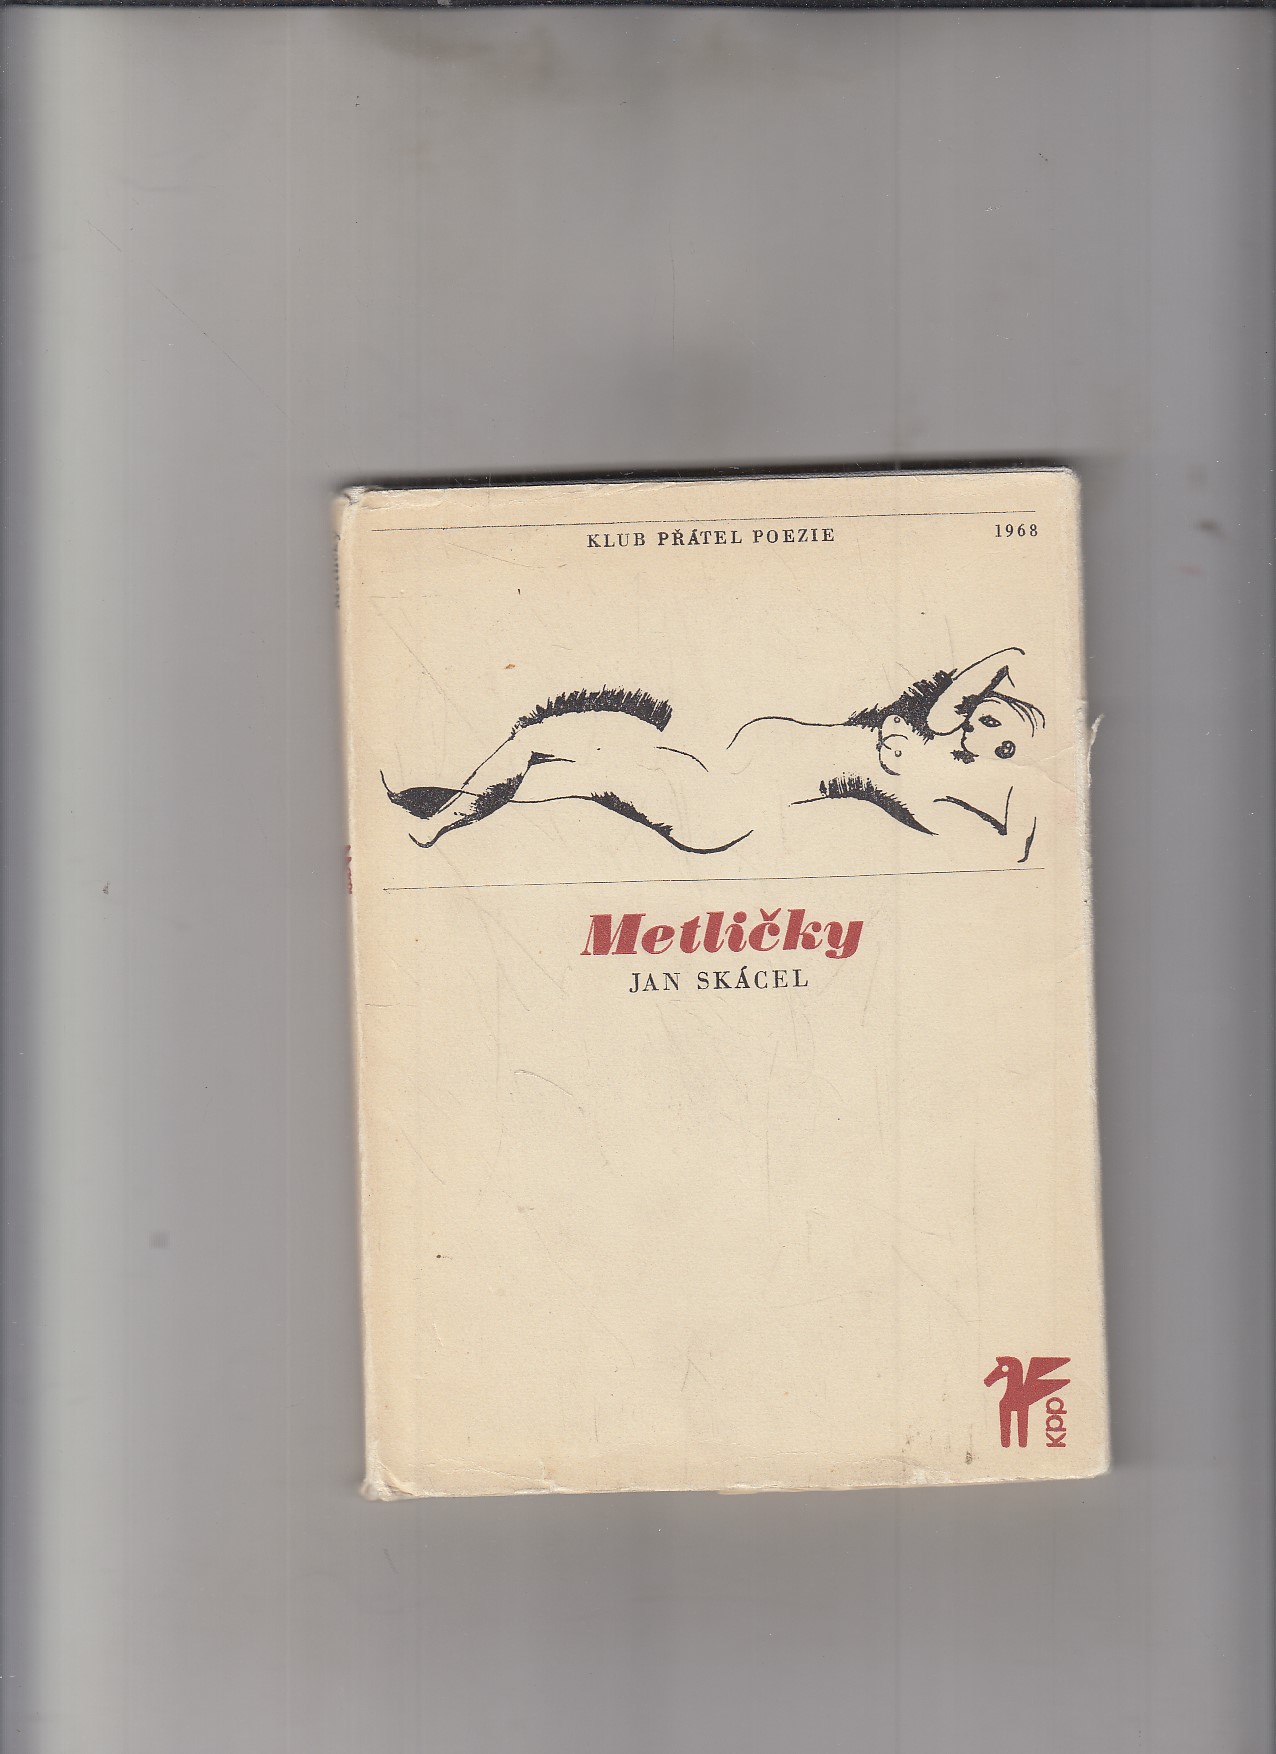 KLUB PŘÁTEL POEZIE 1968
Metličky
JAN SKÁCEL
kpp